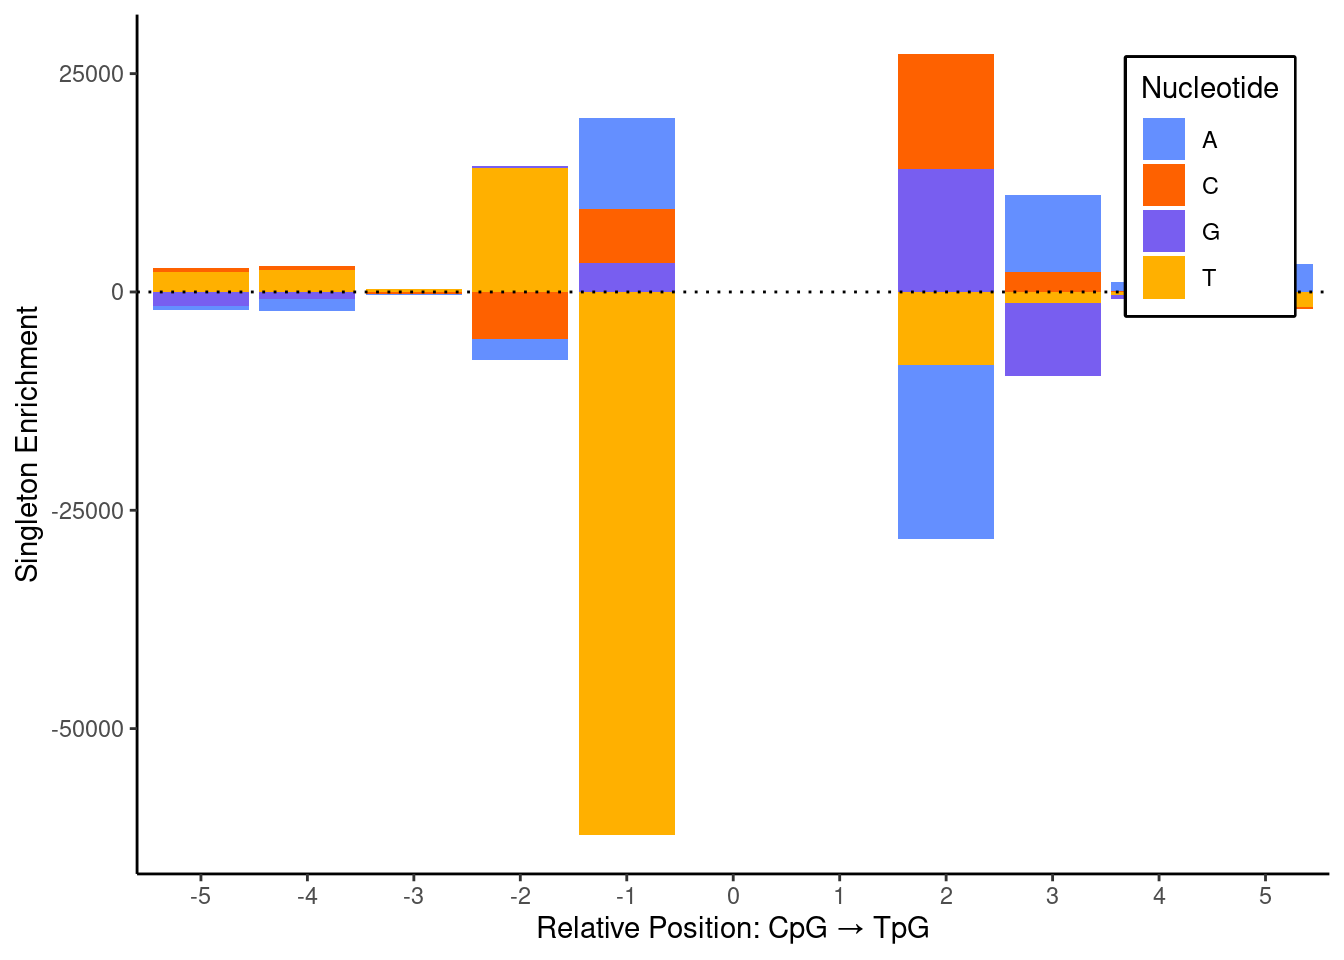 25000
0
-25000
-50000
Singleton Enrichment
Nucleotide
A
C
G
T
-5 -4 -3 -2 -1 0 1 2 3 4 5
Relative Position: CpG → TpG